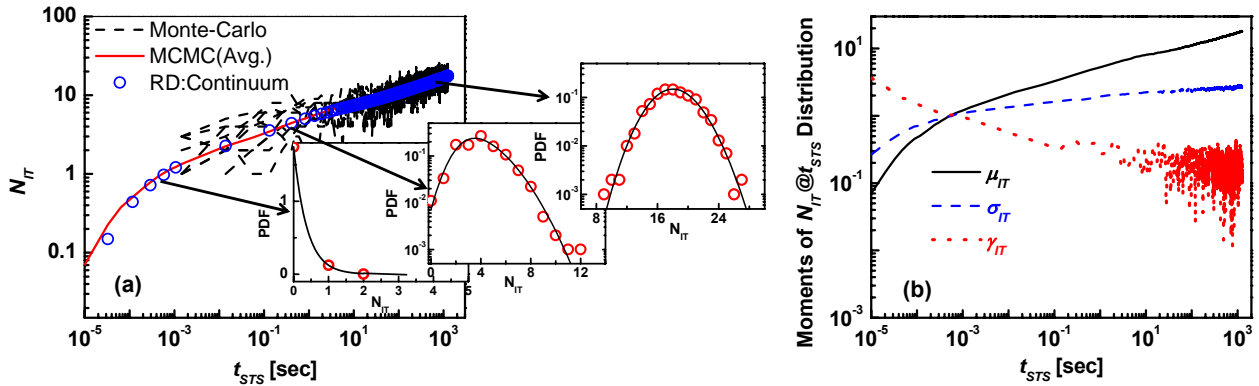 100
10
1
0.1
N_IT
Monte-Carlo
MCMC(Avg.)
RD:Continuum
(a)
10^-5 10^-3 10^-1 10^1 10^3
t_STS [sec]
PDF
1
0
0 1 2 3 4 5
N_IT
PDF
10^-1
10^-2
10^-3
0 4 8 12
N_IT
PDF
10^-1
10^-2
10^-3
8 16 24
N_IT
Moments of N_IT@t_STS Distribution
10^1
10^-1
10^-3
μ_IT
σ_IT
γ_IT
(b)
10^-5 10^-3 10^-1 10^1 10^3
t_STS [sec]